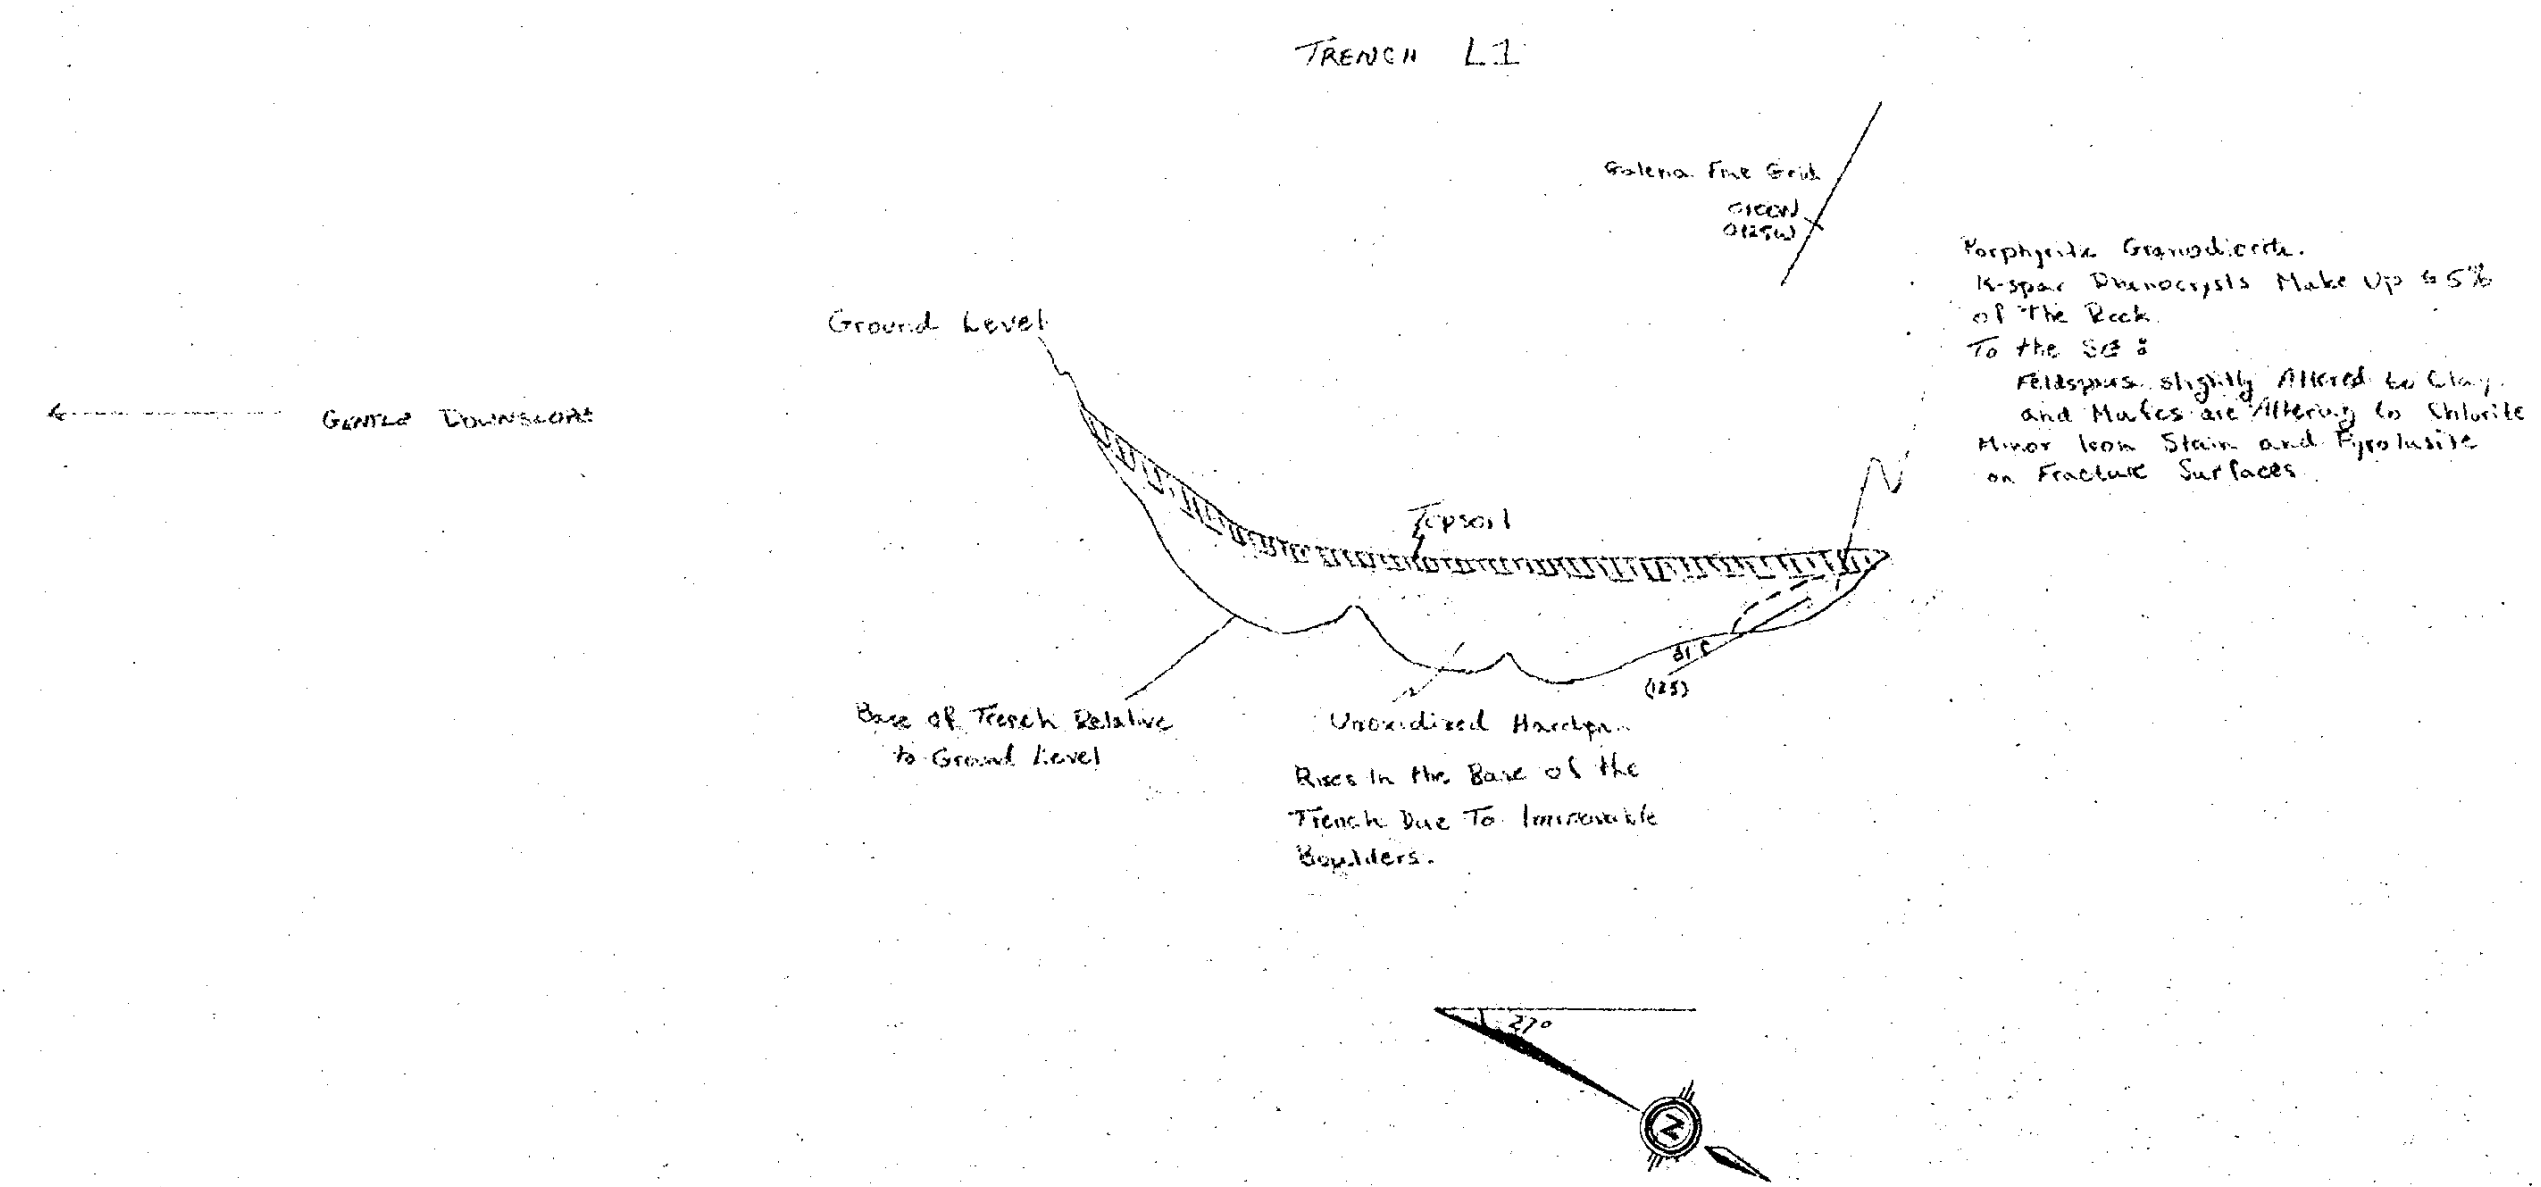 TRENCH L1
Galena Fine Grid
0100N
0125W
Porphyritic Granodiorite.
K-spar Phenocrysts Make Up 5%
of the Rock
To the SE:
Feldspars slightly Altered to Clay
and Mafics are Altering to Chlorite
Minor Iron Stain and Pyrolusite
on Fracture Surfaces
Ground Level
GENTLE DOWNSLOPE
Topsoil
(125)
Base of Trench Relative
to Ground Level
Unoxidized
Rises In the Base of the
Trench Due To Immovable
Boulders.
27°
N